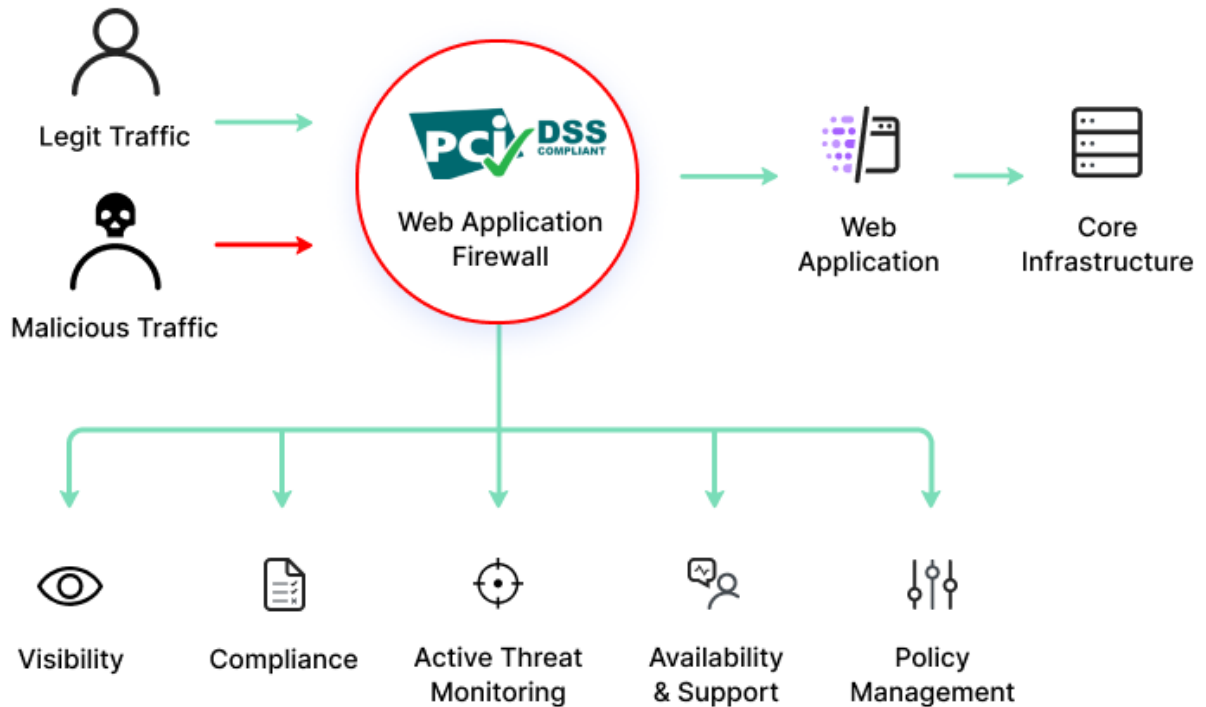 Legit Traffic
Malicious Traffic
PCi DSS
COMPLIANT
Web Application
Firewall
Web
Application
Core
Infrastructure
Visibility
Compliance
Active Threat
Monitoring
Availability
& Support
Policy
Management